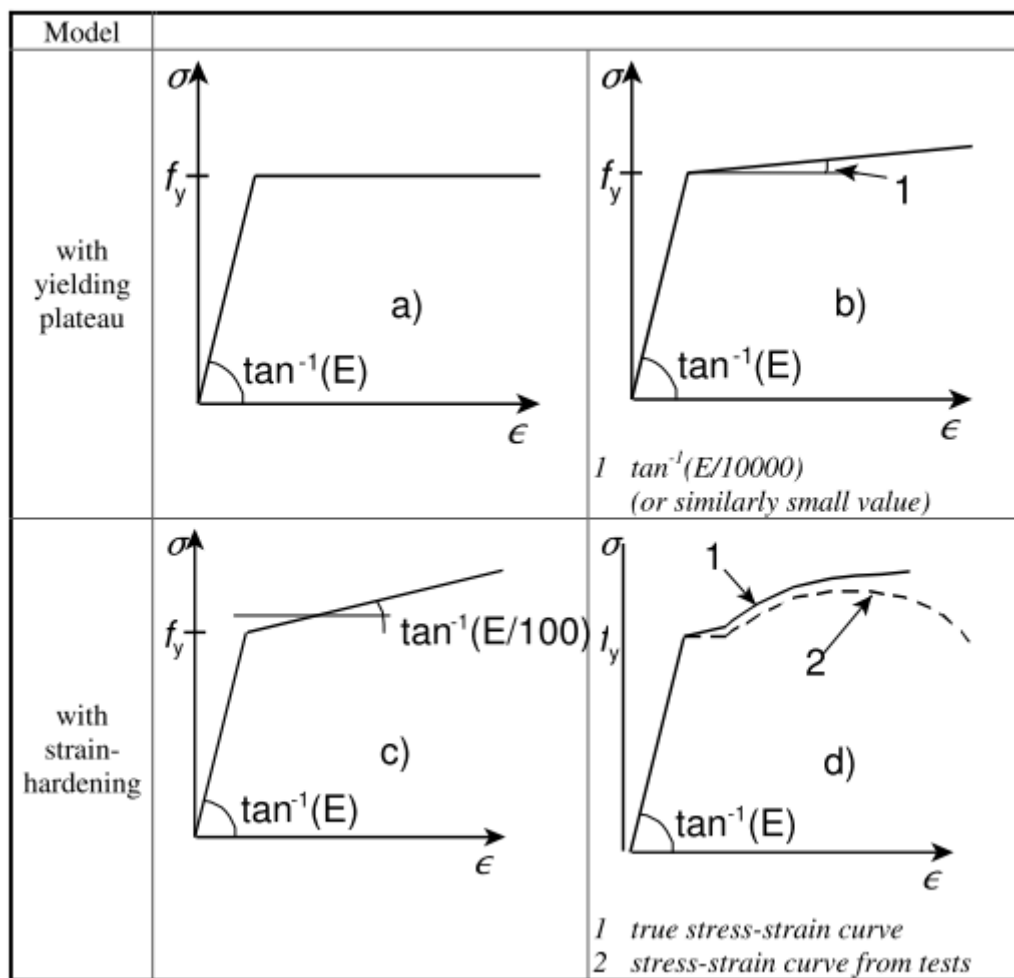 Model
with
yielding
plateau
σ
f_y
a)
tan⁻¹(E)
ϵ
σ
f_y
1
b)
tan⁻¹(E)
ϵ
1 tan⁻¹(E/10000)
(or similarly small value)
with
strain-
hardening
σ
f_y
tan⁻¹(E/100)
c)
tan⁻¹(E)
ϵ
σ
1
f_y
2
d)
tan⁻¹(E)
ϵ
1 true stress-strain curve
2 stress-strain curve from tests